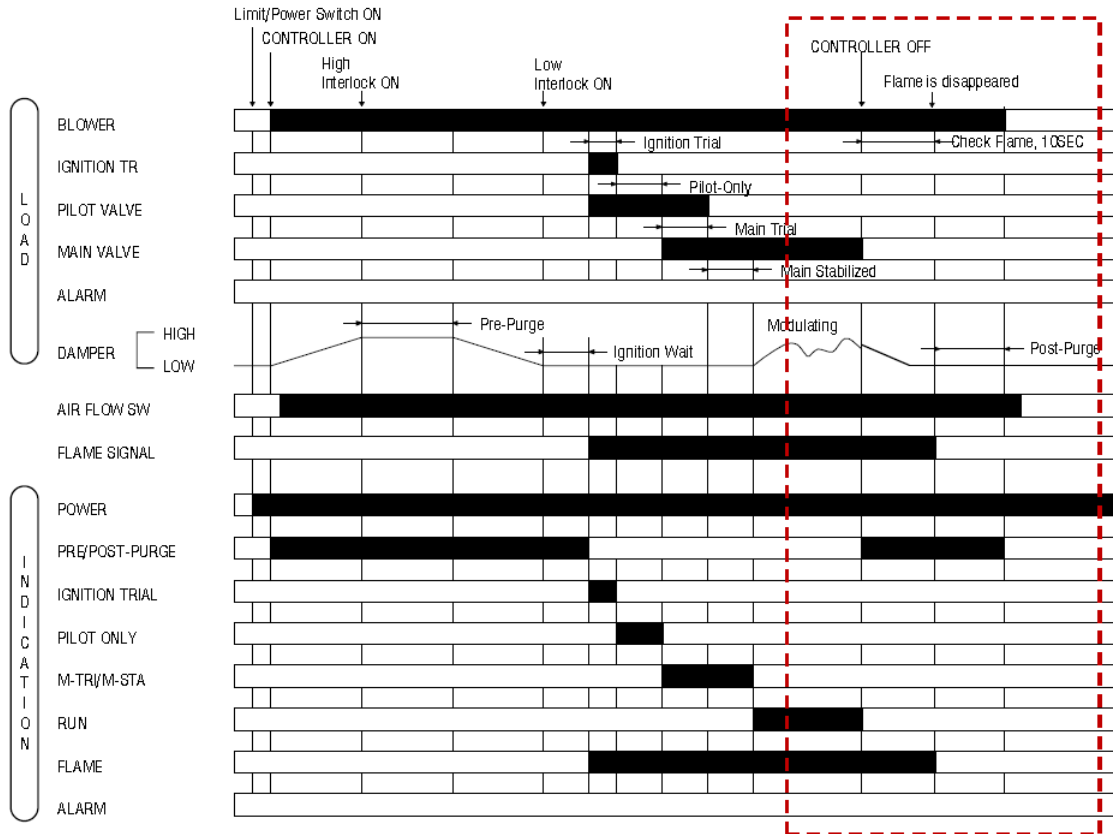 Limit/Power Switch ON
CONTROLLER ON
CONTROLLER OFF
High
Interlock ON
Low
Interlock ON
Flame is disappeared
LOAD
BLOWER
Check Flame, 10SEC
Ignition Trial
IGNITION TR
Pilot-Only
PILOT VALVE
Main Trial
MAIN VALVE
Main Stabilized
ALARM
DAMPER
HIGH
LOW
Pre-Purge
Ignition Wait
Modulating
Post-Purge
AIR FLOW SW
FLAME SIGNAL
INDICATION
POWER
PRE/POST-PURGE
IGNITION TRIAL
PILOT ONLY
M-TRI/M-STA
RUN
FLAME
ALARM